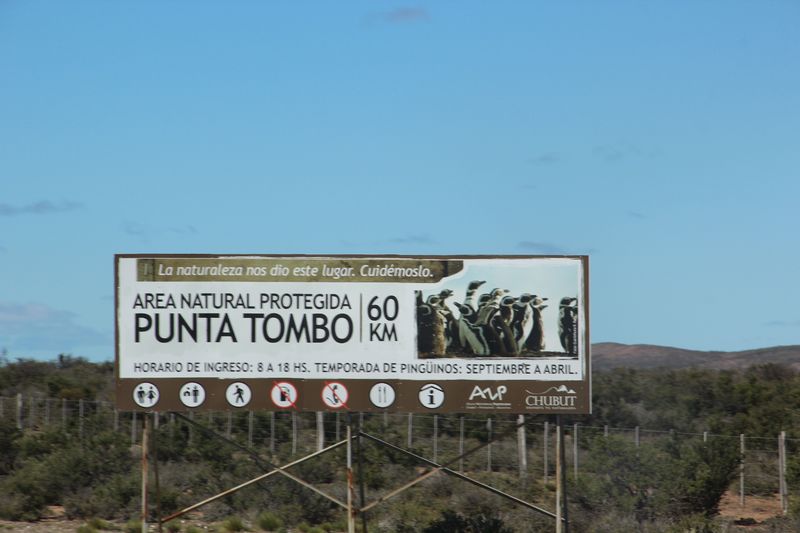 La naturaleza nos dio este lugar. Cuidémoslo.
AREA NATURAL PROTEGIDA
PUNTA TOMBO
60
KM
HORARIO DE INGRESO: 8 A 18 HS. TEMPORADA DE PINGÜINOS: SEPTIEMBRE A ABRIL.
ANP
CHUBUT